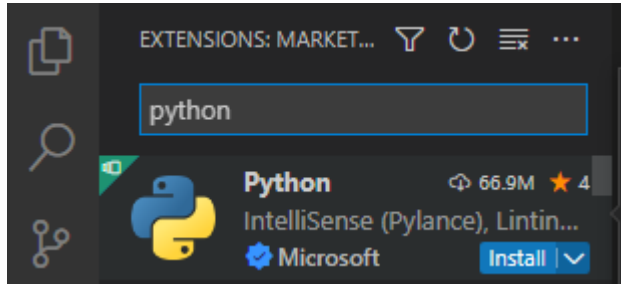 EXTENSIONS: MARKET...
python
Python 66.9M 4
IntelliSense (Pylance), Lintin...
Microsoft Install